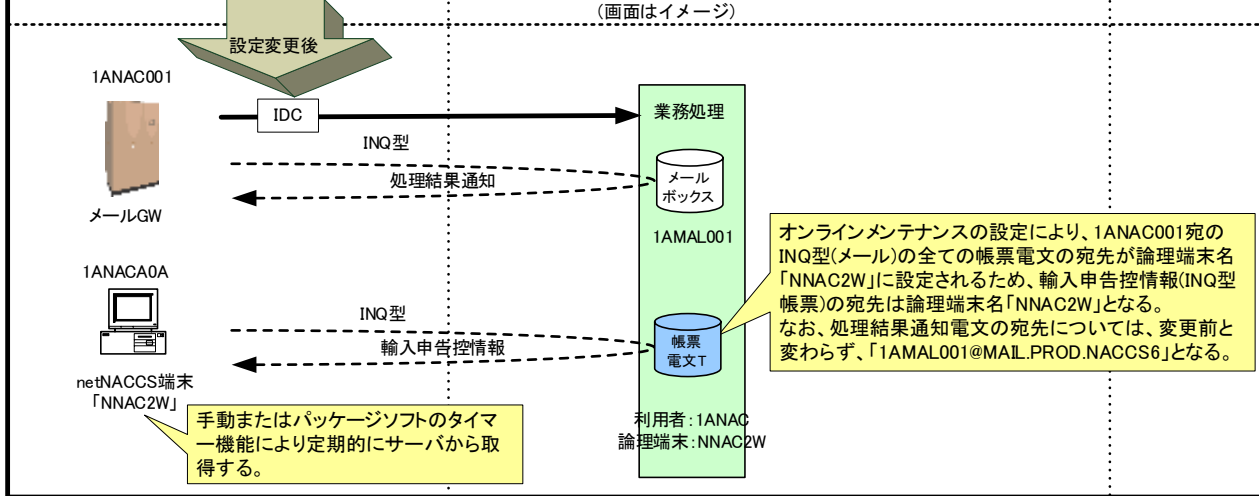 (画面はイメージ)
設定変更後
1ANAC001
IDC
業務処理
INQ型
処理結果通知
メール
ボックス
メールGW
1AMAL001
オンラインメンテナンスの設定により、1ANAC001宛の
INQ型(メール)の全ての帳票電文の宛先が論理端末名
「NNAC2W」に設定されるため、輸入申告控情報(INQ型
帳票)の宛先は論理端末名「NNAC2W」となる。
なお、処理結果通知電文の宛先については、変更前と
変わらず、「1AMAL001@MAIL.PROD.NACCS6」となる。
1ANACA0A
INQ型
輸入申告控情報
帳票
電文T
netNACCS端末
「NNAC2W」
手動またはパッケージソフトのタイマ
ー機能により定期的にサーバから取
得する。
利用者:1ANAC
論理端末:NNAC2W